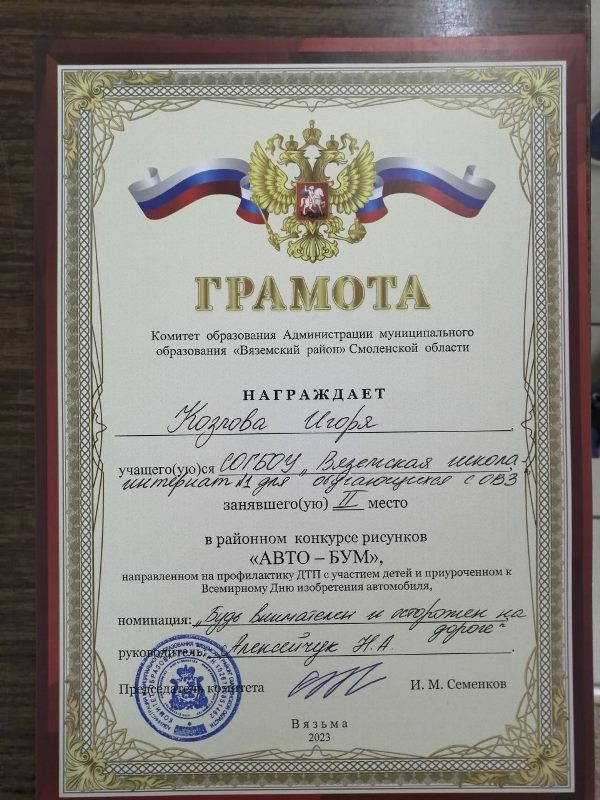 ГРАМОТА
Комитет образования Администрации муниципального
образования «Вяземский район» Смоленской области
НАГРАЖДАЕТ
Козлова Игоря
учащего(ую)ся СОГБОУ „Вяземская школа-
интернат №1 для обучающихся с ОВЗ
занявшего(ую) II место
в районном конкурсе рисунков
«АВТО – БУМ»,
направленном на профилактику ДТП с участием детей и приуроченном к
Всемирному Дню изобретения автомобиля,
номинация: „Будь внимателен и осторожен на
дороге"
руководитель: Алексейчук Н.А.
Председатель комитета И. М. Семенков
Вязьма
2023